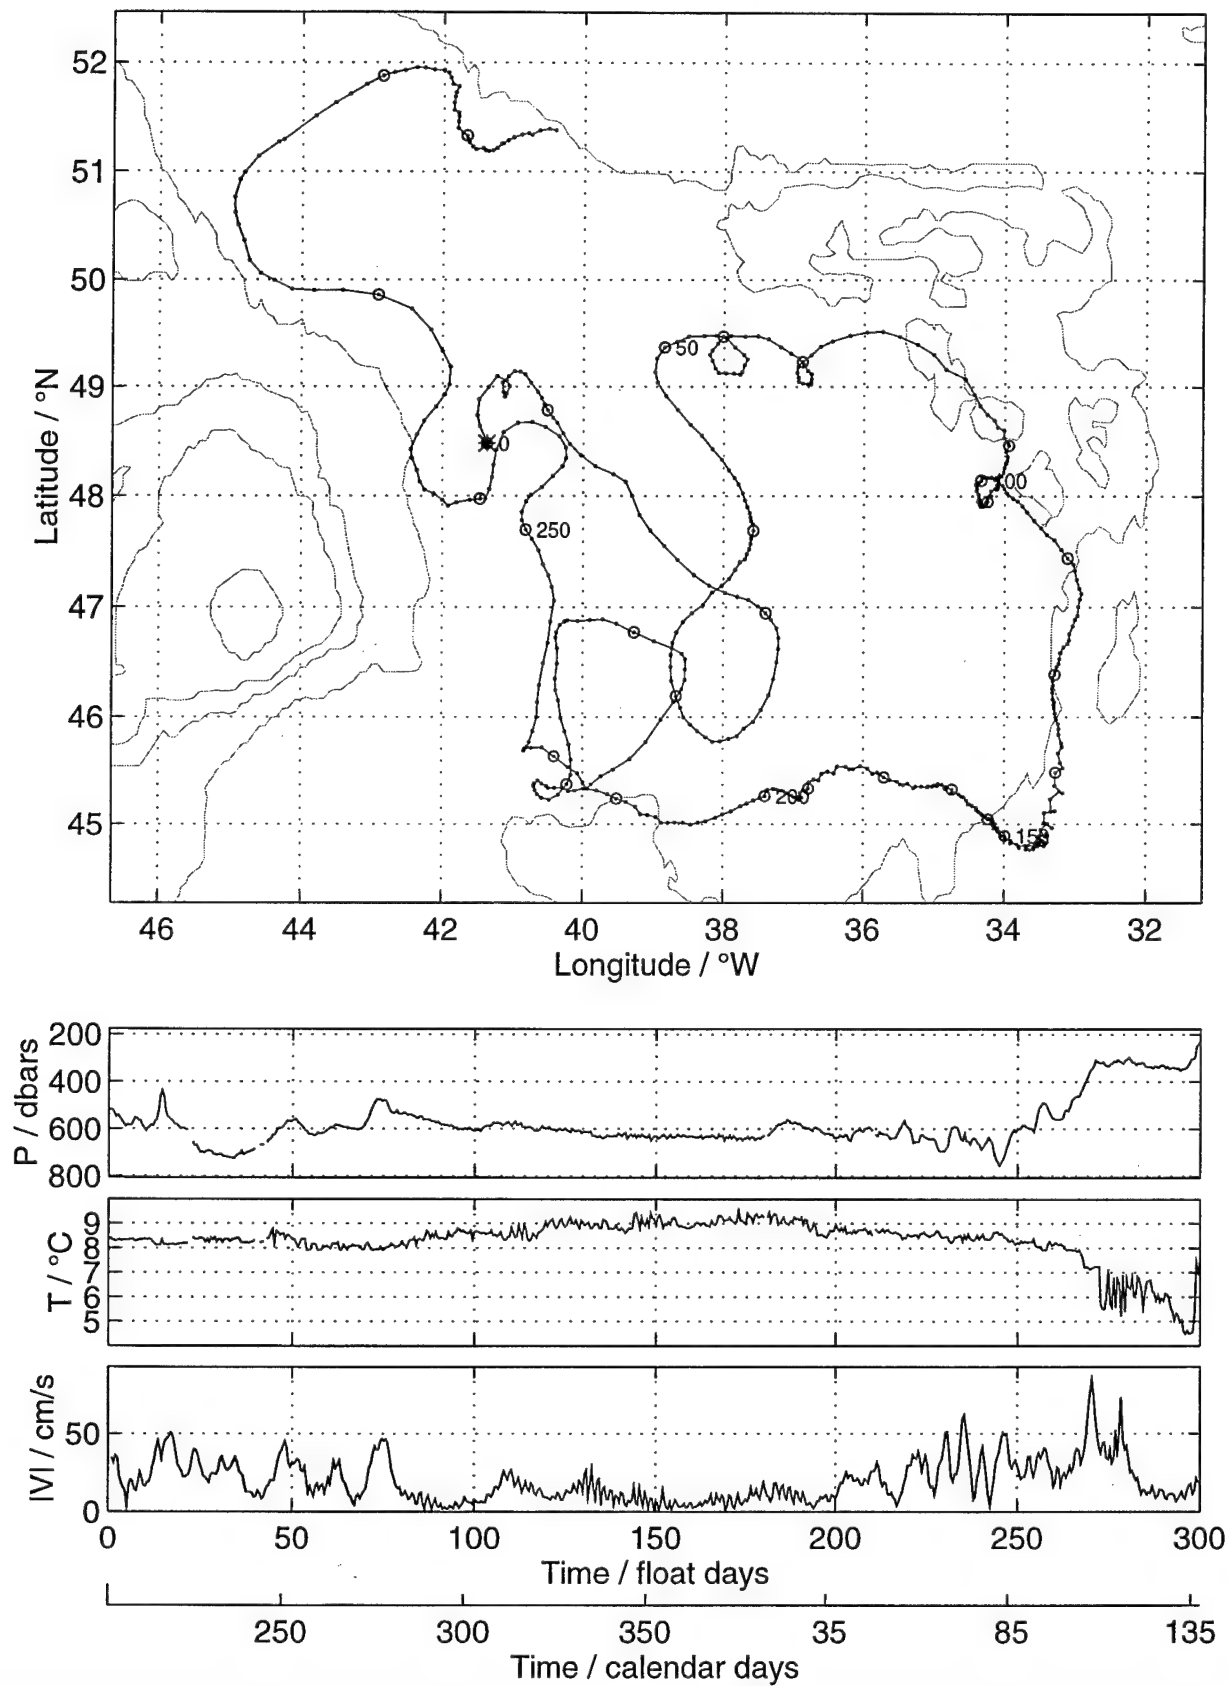 52
51
50
49
48
47
46
45
Latitude / °N
50
0
100
250
200
150
46 44 42 40 38 36 34 32
Longitude / °W
200
400
600
800
P / dbars
9
8
7
6
5
T / °C
50
0
|V| / cm/s
0 50 100 150 200 250 300
Time / float days
250 300 350 35 85 135
Time / calendar days